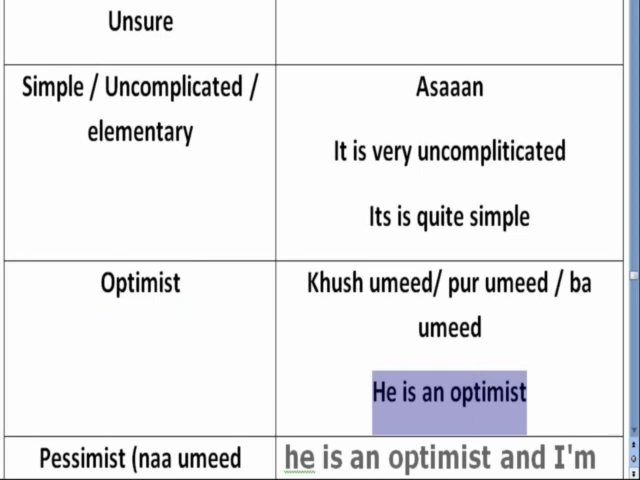 Unsure
Simple / Uncomplicated /
elementary
Asaaan
It is very uncompliticated
Its is quite simple
Optimist
Khush umeed/ pur umeed / ba
umeed
He is an optimist
Pessimist (naa umeed
he is an optimist and I'm